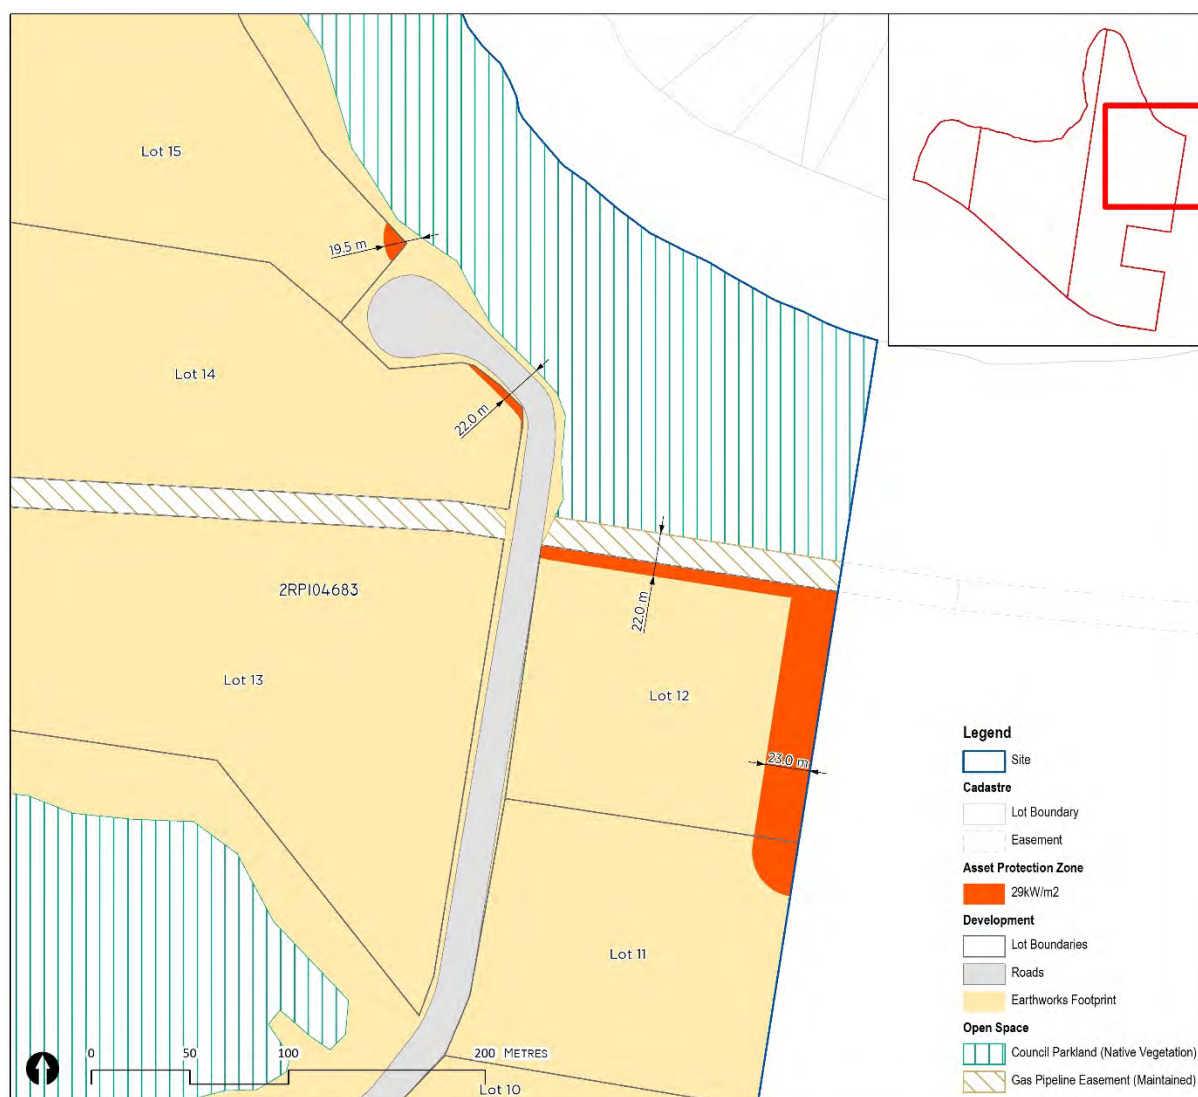 Lot 15
19.5 m
Lot 14
22.0 m
2RP104683
22.0 m
Lot 13
Lot 12
23.0 m
Lot 11
Lot 10
0 50 100 200 METRES
Legend
Site
Cadastre
Lot Boundary
Easement
Asset Protection Zone
29kW/m2
Development
Lot Boundaries
Roads
Earthworks Footprint
Open Space
Council Parkland (Native Vegetation)
Gas Pipeline Easement (Maintained)